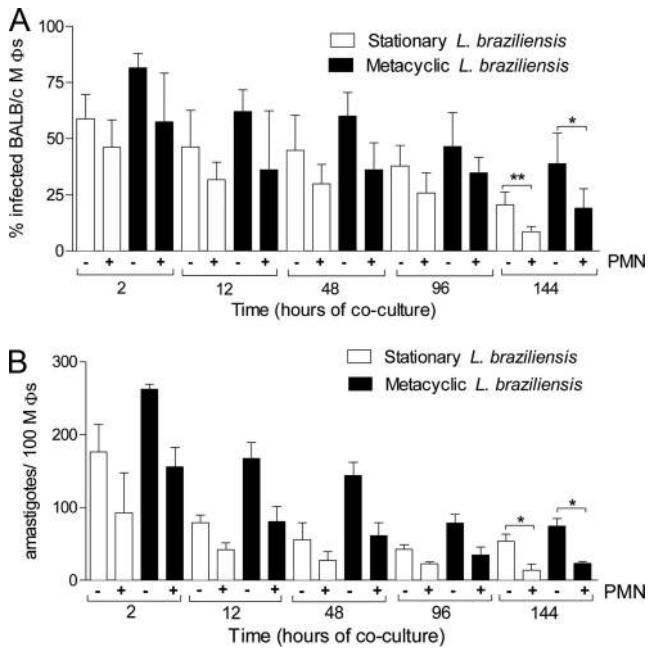 A
% infected BALB/c M Φs
100
75
50
25
0
Stationary L. braziliensis
Metacyclic L. braziliensis
** *
- + - + - + - + - + - + - + - + - + - + PMN
2 12 48 96 144
Time (hours of co-culture)
B
amastigotes/ 100 M Φs
300
200
100
0
Stationary L. braziliensis
Metacyclic L. braziliensis
* *
- + - + - + - + - + - + - + - + - + - + PMN
2 12 48 96 144
Time (hours of co-culture)